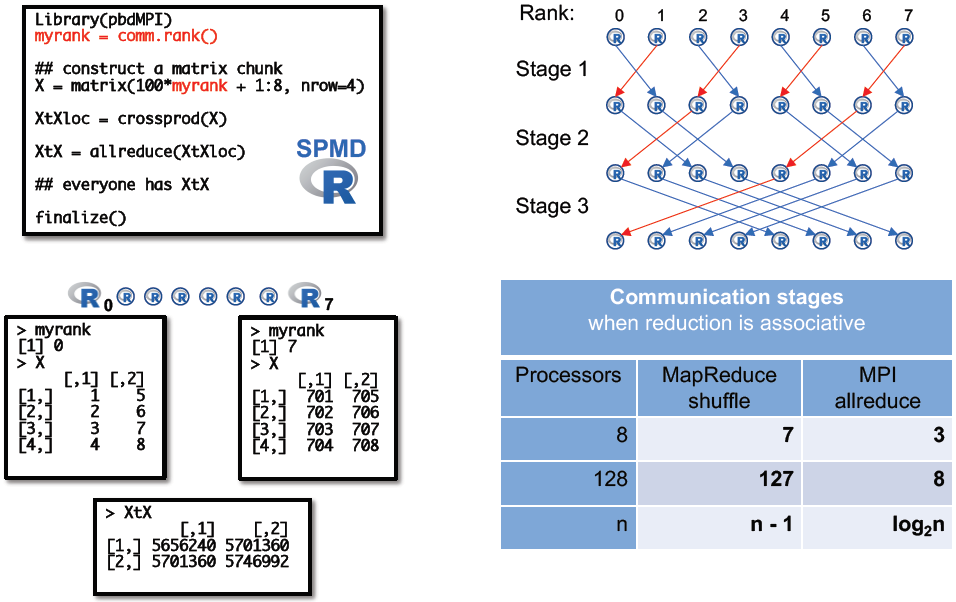 Library(pbdMPI)
myrank = comm.rank()
## construct a matrix chunk
X = matrix(100*myrank + 1:8, nrow=4)
XtXloc = crossprod(X)
XtX = allreduce(XtXloc)
## everyone has XtX
finalize()
SPMD
R
Rank: 0 1 2 3 4 5 6 7
R R R R R R R R
Stage 1
R R R R R R R R
Stage 2
R R R R R R R R
Stage 3
R R R R R R R R
R 0 R R R R R R R 7
> myrank
[1] 0
> X
[,1] [,2]
[1,] 1 5
[2,] 2 6
[3,] 3 7
[4,] 4 8
> myrank
[1] 7
> X
[,1] [,2]
[1,] 701 705
[2,] 702 706
[3,] 703 707
[4,] 704 708
> XtX
[,1] [,2]
[1,] 5656240 5701360
[2,] 5701360 5746992
Communication stages
when reduction is associative
Processors MapReduce shuffle MPI allreduce
8 7 3
128 127 8
n n - 1 log2n